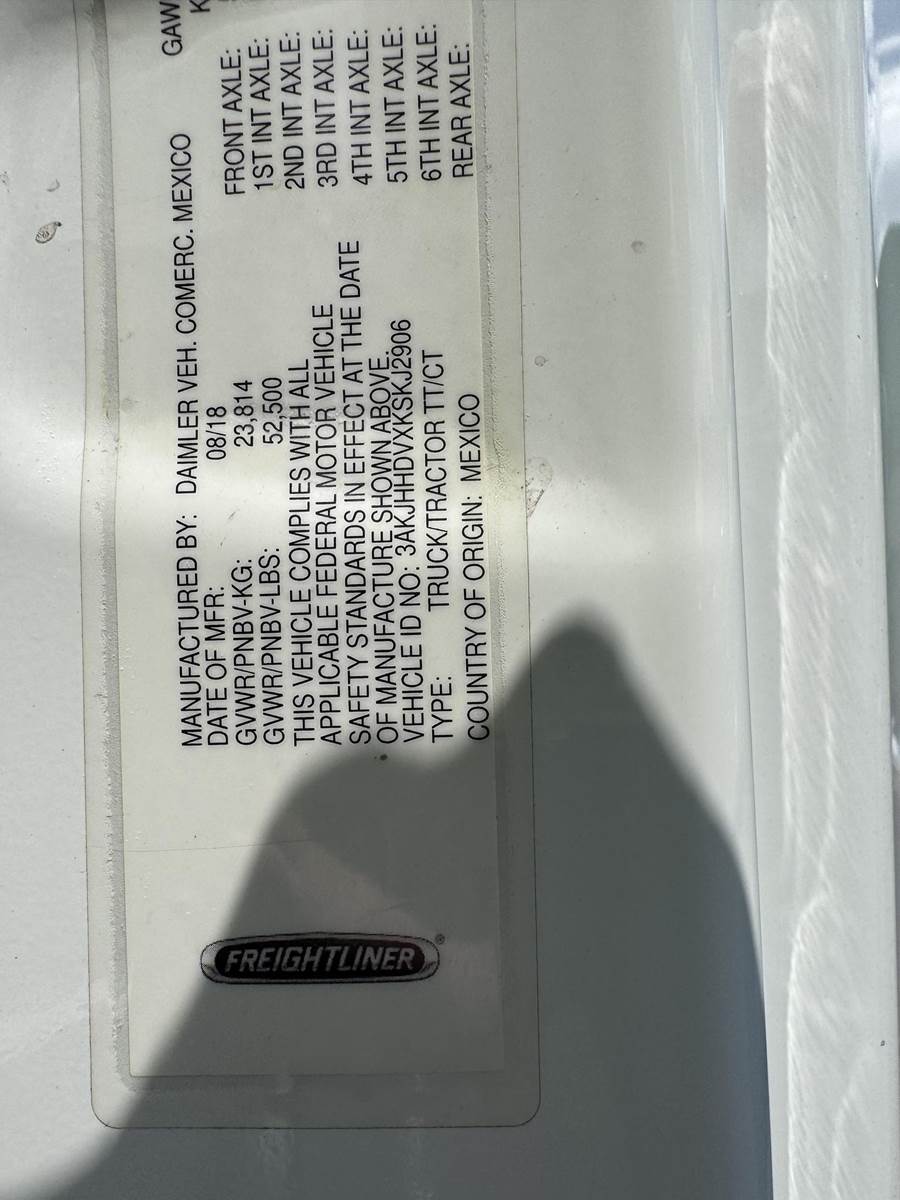 FREIGHTLINER
MANUFACTURED BY: DAIMLER VEH. COMERC. MEXICO
DATE OF MFR: 08/18
GVWR/PNBV-KG: 23,814
GVWR/PNBV-LBS: 52,500
THIS VEHICLE COMPLIES WITH ALL
APPLICABLE FEDERAL MOTOR VEHICLE
SAFETY STANDARDS IN EFFECT AT THE DATE
OF MANUFACTURE SHOWN ABOVE.
VEHICLE ID NO: 3AKJHHDVXKSKJ2906
TYPE: TRUCK/TRACTOR TT/CT
COUNTRY OF ORIGIN: MEXICO
GAW
K
FRONT AXLE:
1ST INT AXLE:
2ND INT AXLE:
3RD INT AXLE:
4TH INT AXLE:
5TH INT AXLE:
6TH INT AXLE:
REAR AXLE: